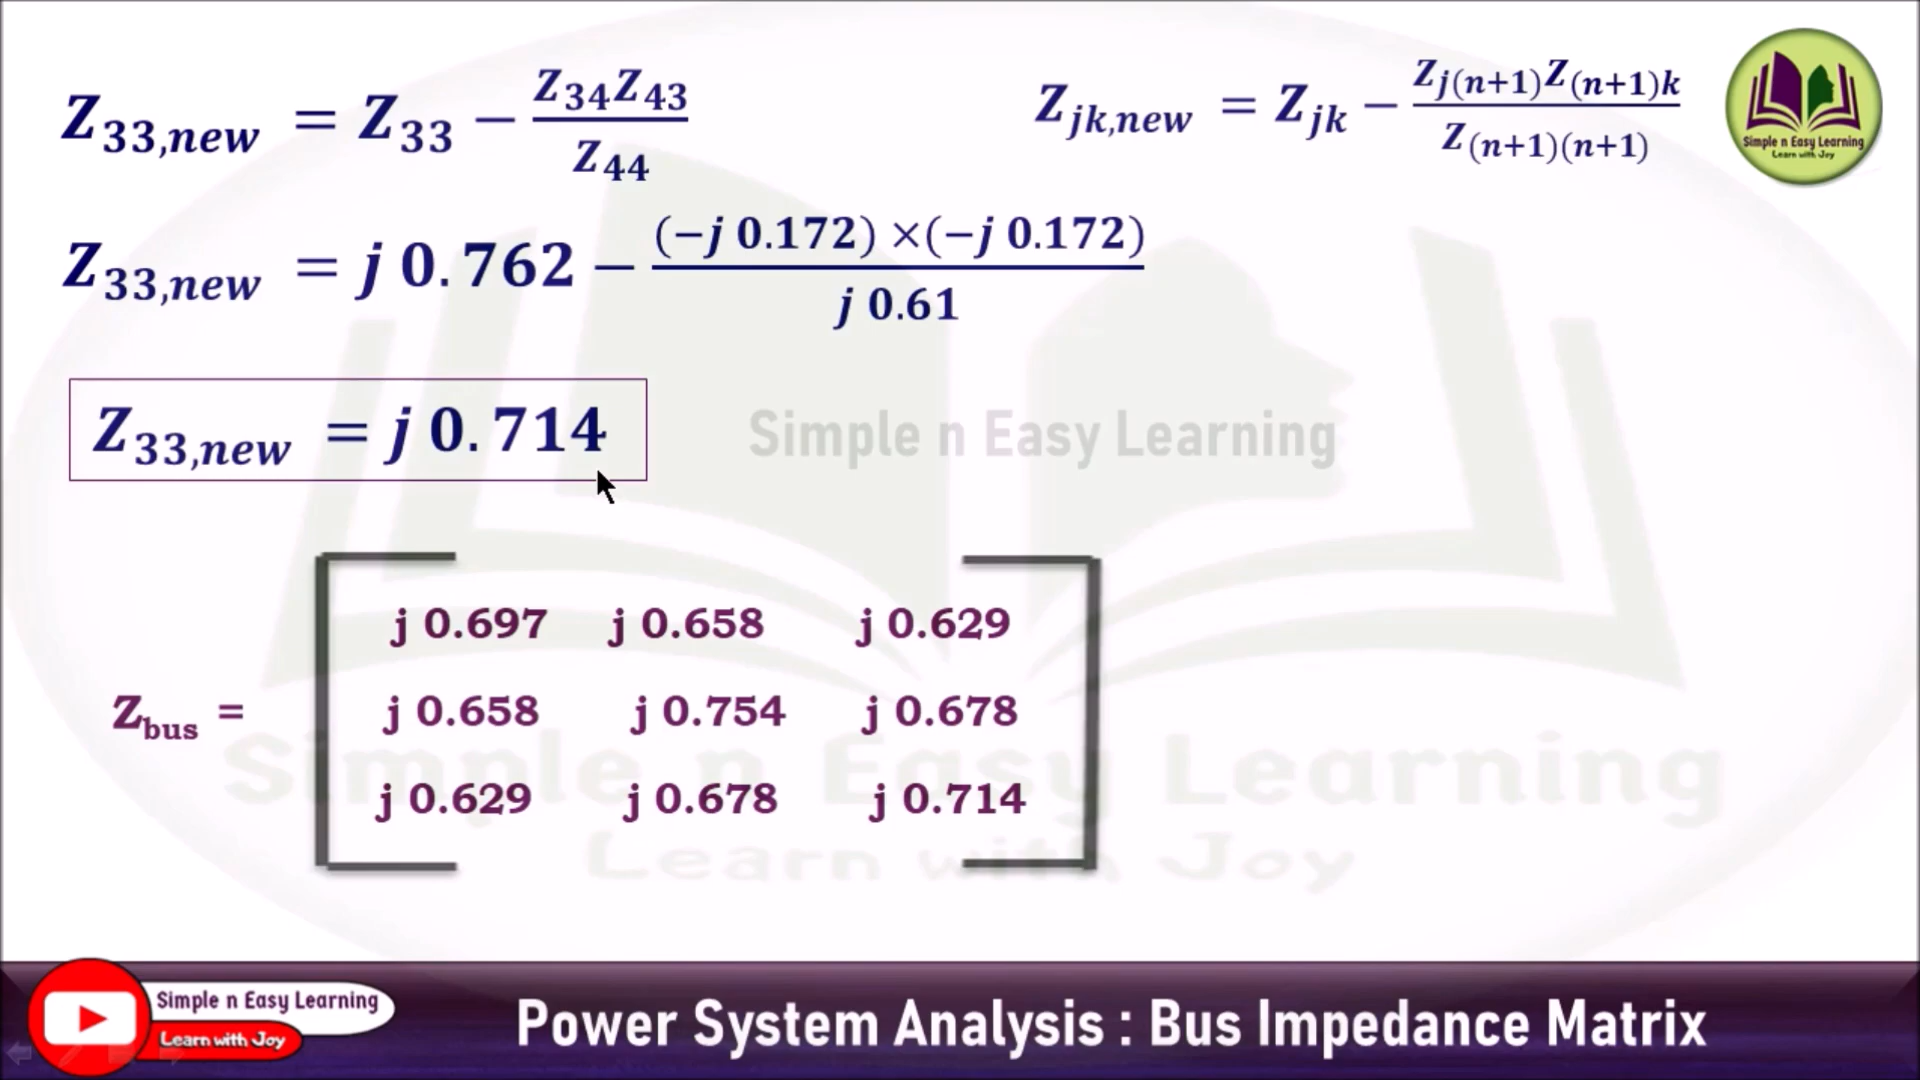 Z33,new = Z33 − Z34Z43 / Z44
Zjk,new = Zjk − Zj(n+1)Z(n+1)k / Z(n+1)(n+1)
Simple n Easy Learning
Learn with Joy
Z33,new = j 0.762 − (−j 0.172) ×(−j 0.172) / j 0.61
Z33,new = j 0.714
Simple n Easy Learning
Zbus =
j 0.697 j 0.658 j 0.629
j 0.658 j 0.754 j 0.678
j 0.629 j 0.678 j 0.714
Simple n Easy Learning
Learn with Joy
Simple n Easy Learning
Learn with Joy
Power System Analysis : Bus Impedance Matrix